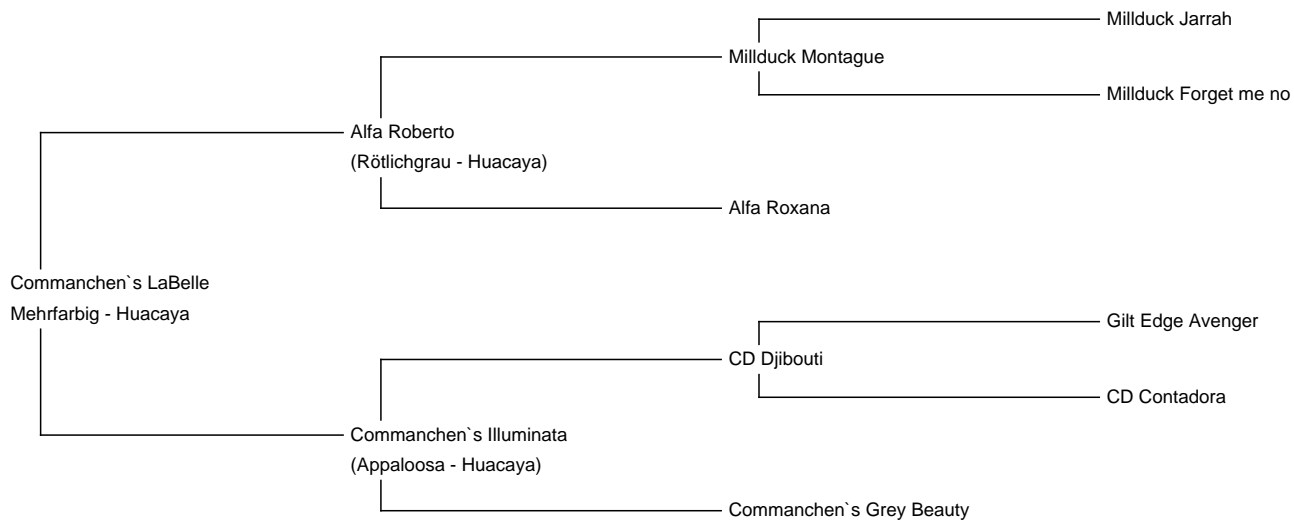 Millduck Jarrah
Millduck Montague
Millduck Forget me no
Alfa Roberto
(Rötlichgrau - Huacaya)
Alfa Roxana
Commanchen`s LaBelle
Mehrfarbig - Huacaya
Gilt Edge Avenger
CD Djibouti
CD Contadora
Commanchen`s Illuminata
(Appaloosa - Huacaya)
Commanchen`s Grey Beauty